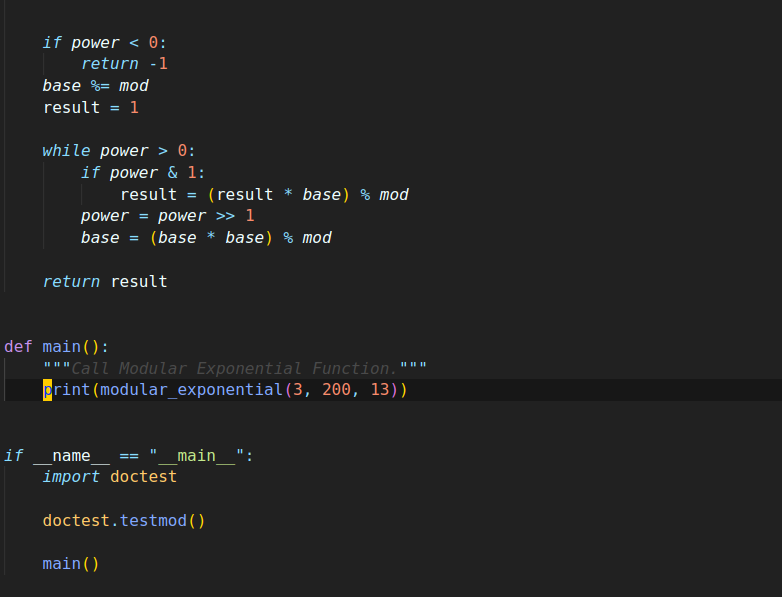 if power < 0:
return -1
base %= mod
result = 1
while power > 0:
if power & 1:
result = (result * base) % mod
power = power >> 1
base = (base * base) % mod
return result
def main():
"""Call Modular Exponential Function."""
print(modular_exponential(3, 200, 13))
if __name__ == "__main__":
import doctest
doctest.testmod()
main()